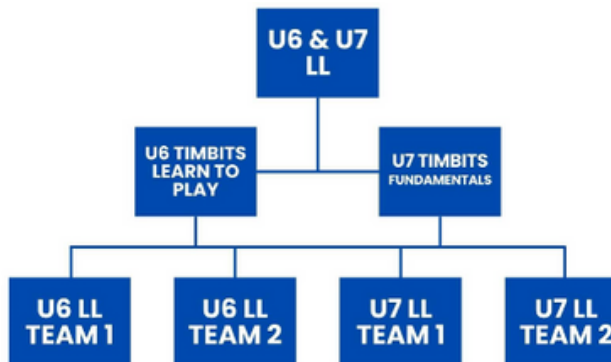 U6 & U7
LL
U6 TIMBITS
LEARN TO
PLAY
U7 TIMBITS
FUNDAMENTALS
U6 LL
TEAM 1
U6 LL
TEAM 2
U7 LL
TEAM 1
U7 LL
TEAM 2